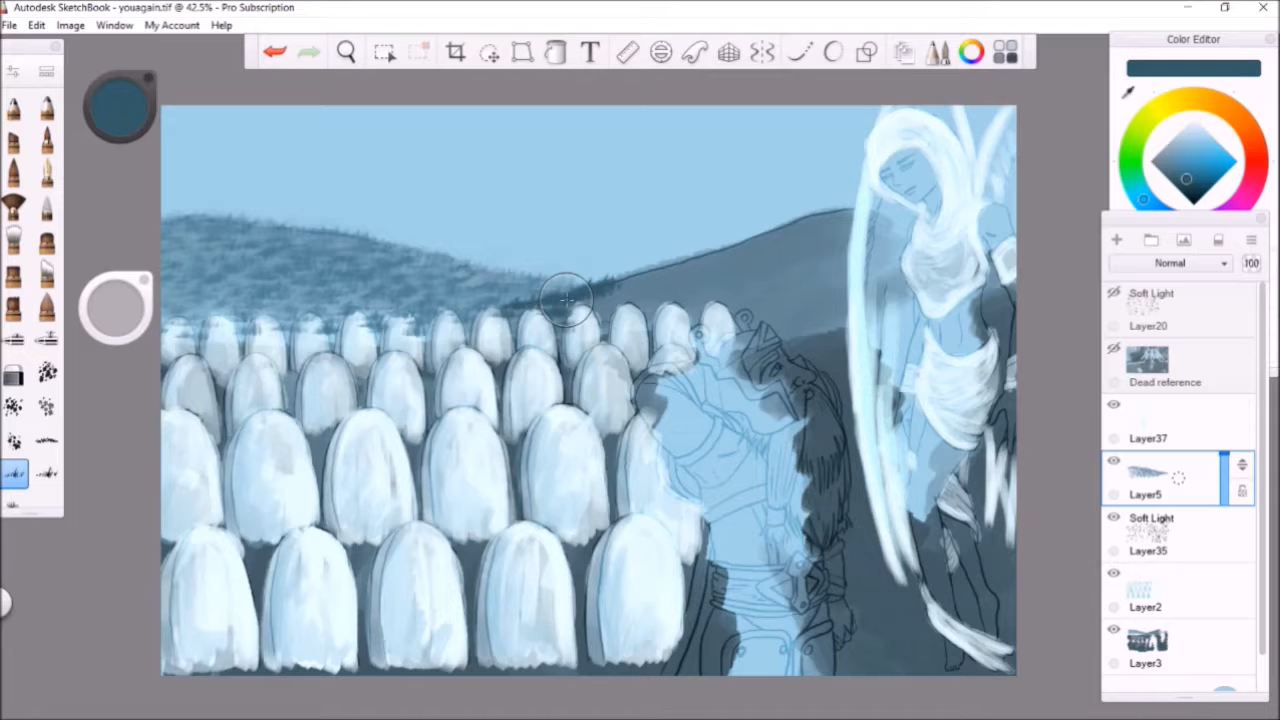 Autodesk SketchBook - youagain.tif @ 42.5% - Pro Subscription
File Edit Image Window My Account Help
Color Editor
Normal 100
Soft Light
Layer20
Dead reference
Layer37
Layer5
Soft Light
Layer35
Layer2
Layer3